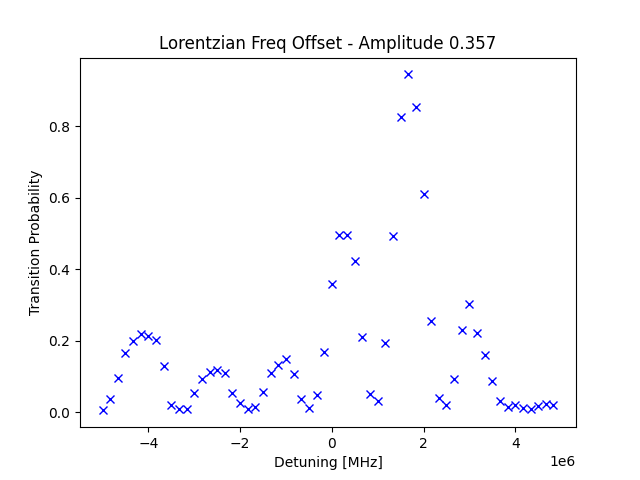 Lorentzian Freq Offset - Amplitude 0.357
Transition Probability
0.8
0.6
0.4
0.2
0.0
−4
−2
0
2
4
1e6
Detuning [MHz]